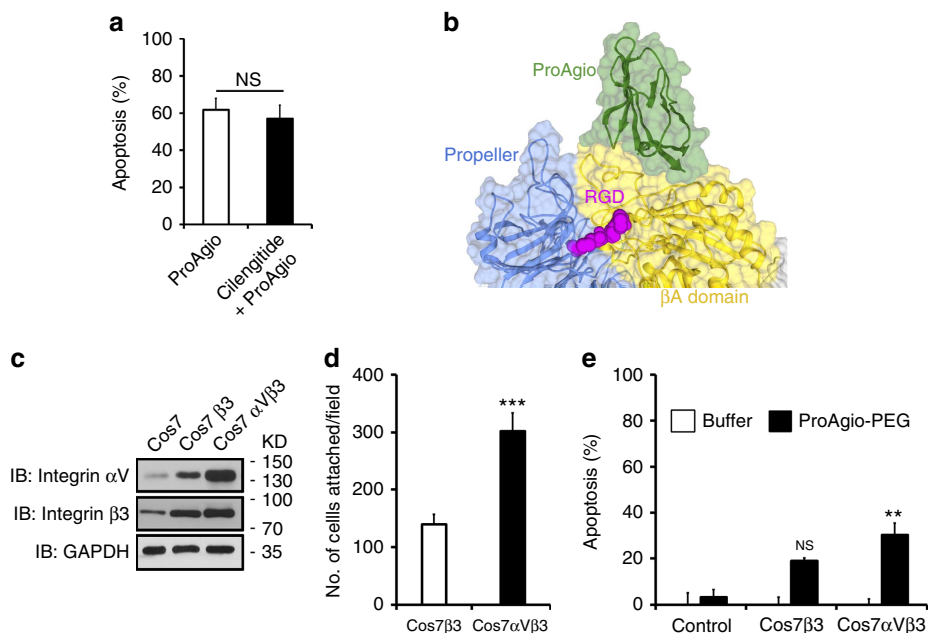 a
100
80
60
40
20
0
Apoptosis (%)
NS
ProAgio
Cilengitide
+ ProAgio
b
ProAgio
Propeller
RGD
βA domain
c
Cos7
Cos7 β3
Cos7 αVβ3
KD
IB: Integrin αV
- 150
- 130
IB: Integrin β3
- 100
- 70
IB: GAPDH
- 35
d
400
300
200
100
0
No. of cellls attached/field
***
Cos7β3
Cos7αVβ3
e
100
80
60
40
20
0
Apoptosis (%)
Buffer
ProAgio-PEG
NS
**
Control
Cos7β3
Cos7αVβ3